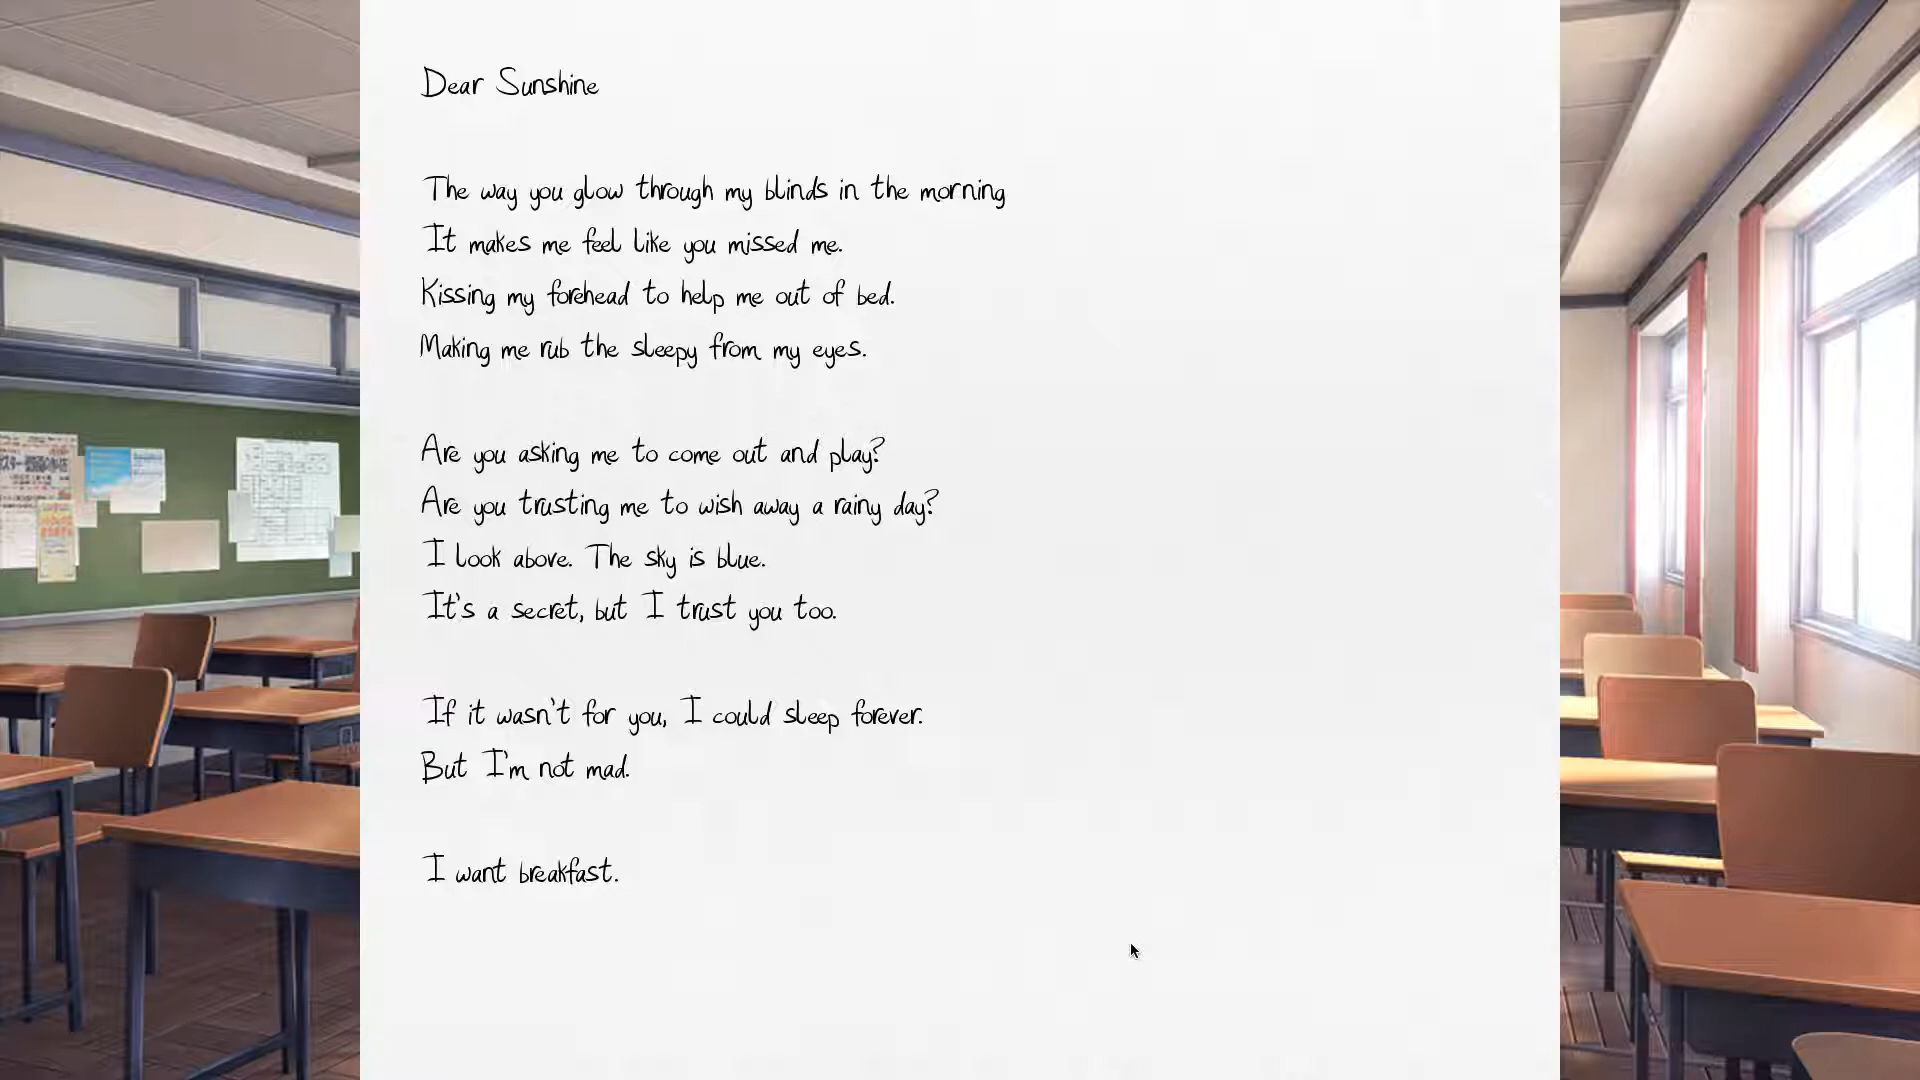 Dear Sunshine
The way you glow through my blinds in the morning
It makes me feel like you missed me.
Kissing my forehead to help me out of bed.
Making me rub the sleepy from my eyes.
Are you asking me to come out and play?
Are you trusting me to wish away a rainy day?
I look above. The sky is blue.
It's a secret, but I trust you too.
If it wasn't for you, I could sleep forever.
But I'm not mad.
I want breakfast.